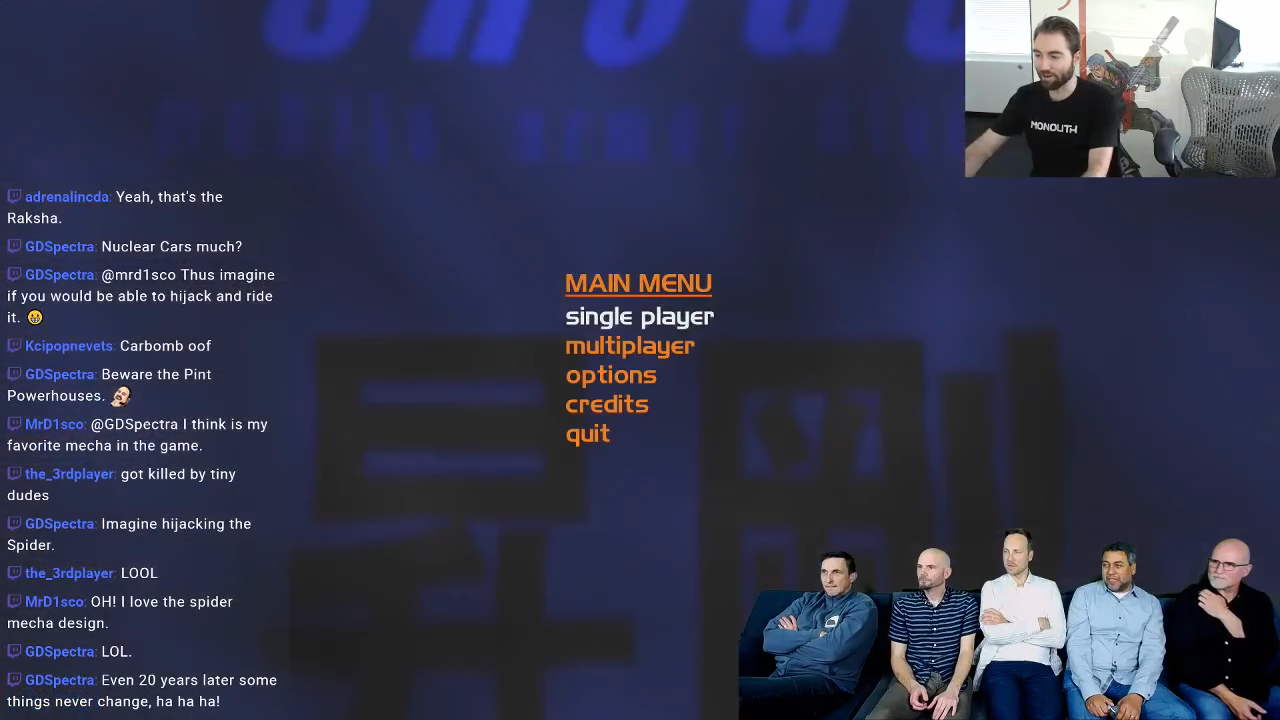 MONOLITH
adrenalincda: Yeah, that's the
Raksha.
GDSpectra: Nuclear Cars much?
GDSpectra: @mrd1sco Thus imagine
if you would be able to hijack and ride
it. 😁
Kcipopnevets: Carbomb oof
GDSpectra: Beware the Pint
Powerhouses.
MrD1sco: @GDSpectra I think is my
favorite mecha in the game.
the_3rdplayer: got killed by tiny
dudes
GDSpectra: Imagine hijacking the
Spider.
the_3rdplayer: LOOL
MrD1sco: OH! I love the spider
mecha design.
GDSpectra: LOL.
GDSpectra: Even 20 years later some
things never change, ha ha ha!
MAIN MENU
single player
multiplayer
options
credits
quit